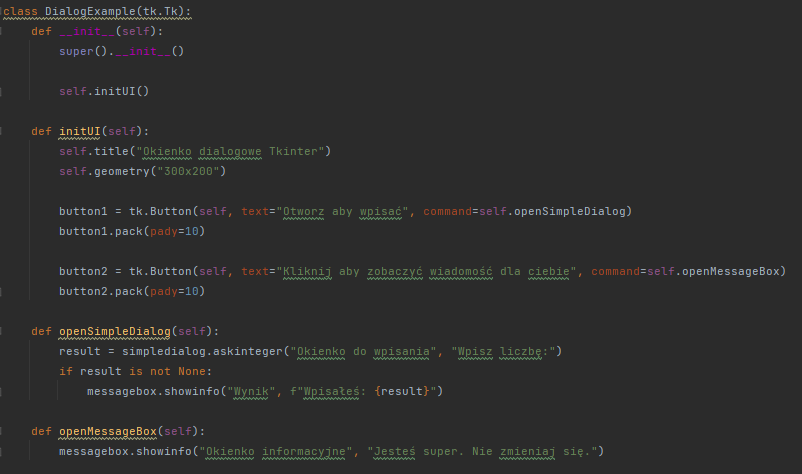 class DialogExample(tk.Tk):
    def __init__(self):
        super().__init__()
        self.initUI()
    def initUI(self):
        self.title("Okienko dialogowe Tkinter")
        self.geometry("300x200")
        button1 = tk.Button(self, text="Otworz aby wpisać", command=self.openSimpleDialog)
        button1.pack(pady=10)
        button2 = tk.Button(self, text="Kliknij aby zobaczyć wiadomość dla ciebie", command=self.openMessageBox)
        button2.pack(pady=10)
    def openSimpleDialog(self):
        result = simpledialog.askinteger("Okienko do wpisania", "Wpisz liczbę:")
        if result is not None:
            messagebox.showinfo("Wynik", f"Wpisałeś: {result}")
    def openMessageBox(self):
        messagebox.showinfo("Okienko informacyjne", "Jesteś super. Nie zmieniaj się.")